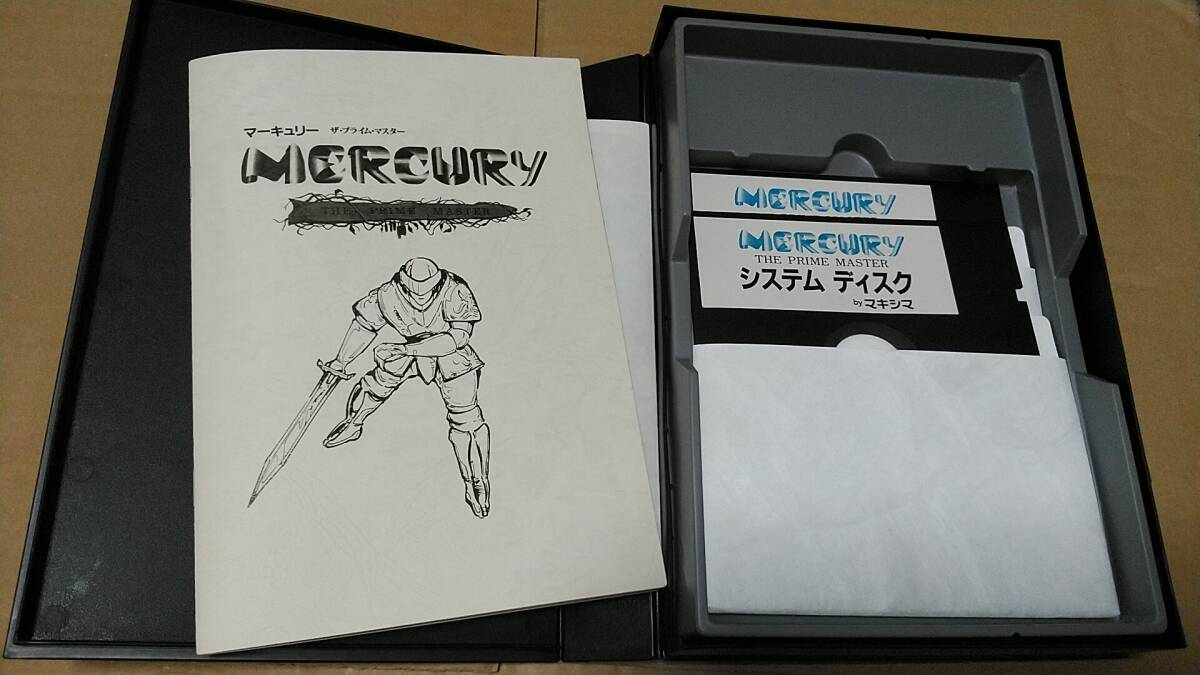 マーキュリー ザ・プライム・マスター
MERCURY
THE PRIME MASTER
MERCURY
MERCURY
THE PRIME MASTER
システム ディスク
by マキシマ